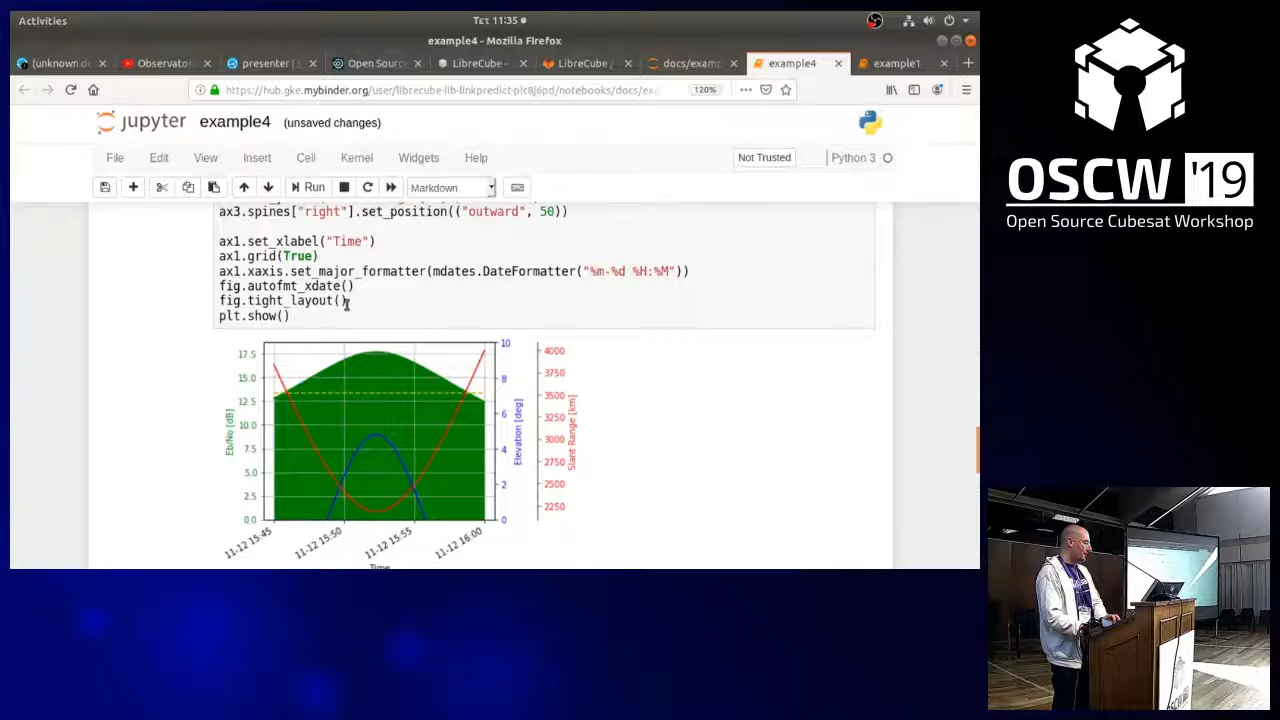 Activities
Τετ 11:35
example4 - Mozilla Firefox
(unknown d
Observato
presenter |
Open Source
LibreCube -
LibreCube /
docs/exam
example4
example1
https://hub.gke.mybinder.org/user/librecube-lib-linkpredict-plc8j6pd/notebooks/docs/exa
120%
jupyter example4 (unsaved changes)
File Edit View Insert Cell Kernel Widgets Help
Not Trusted
Python 3
Run
Markdown
ax3.spines["right"].set_position(("outward", 50))
ax1.set_xlabel("Time")
ax1.grid(True)
ax1.xaxis.set_major_formatter(mdates.DateFormatter("%m-%d %H:%M"))
fig.autofmt_xdate()
fig.tight_layout()
plt.show()
17.5
15.0
12.5
10.0
7.5
5.0
2.5
0.0
Eb/No [dB]
10
8
6
4
2
0
Elevation [deg]
4000
3750
3500
3250
3000
2750
2500
2250
Slant Range [km]
11-12 15:45
11-12 15:50
11-12 15:55
11-12 16:00
Time
OSCW '19
Open Source Cubesat Workshop